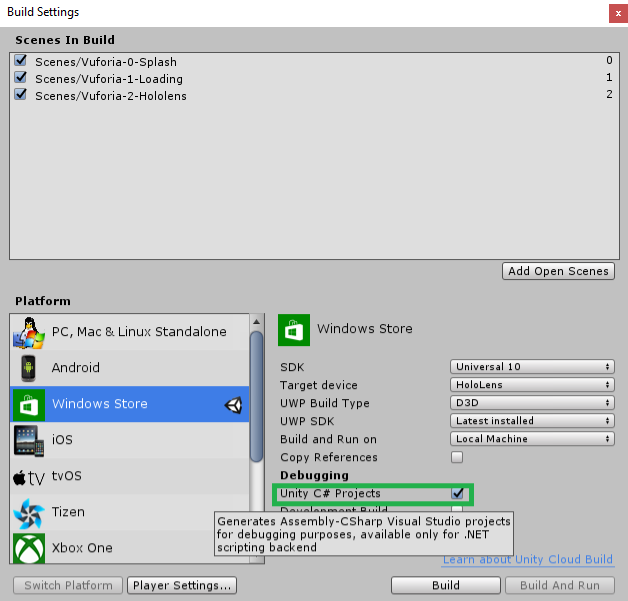 Build Settings
x
Scenes In Build
Scenes/Vuforia-0-Splash 0
Scenes/Vuforia-1-Loading 1
Scenes/Vuforia-2-Hololens 2
Add Open Scenes
Platform
PC, Mac & Linux Standalone
Android
Windows Store
iOS
tv tvOS
Tizen
Xbox One
Windows Store
SDK Universal 10
Target device HoloLens
UWP Build Type D3D
UWP SDK Latest installed
Build and Run on Local Machine
Copy References
Debugging
Unity C# Projects
Development Build
Generates Assembly-CSharp Visual Studio projects
for debugging purposes, available only for .NET
scripting backend
Learn about Unity Cloud Build
Switch Platform Player Settings... Build Build And Run